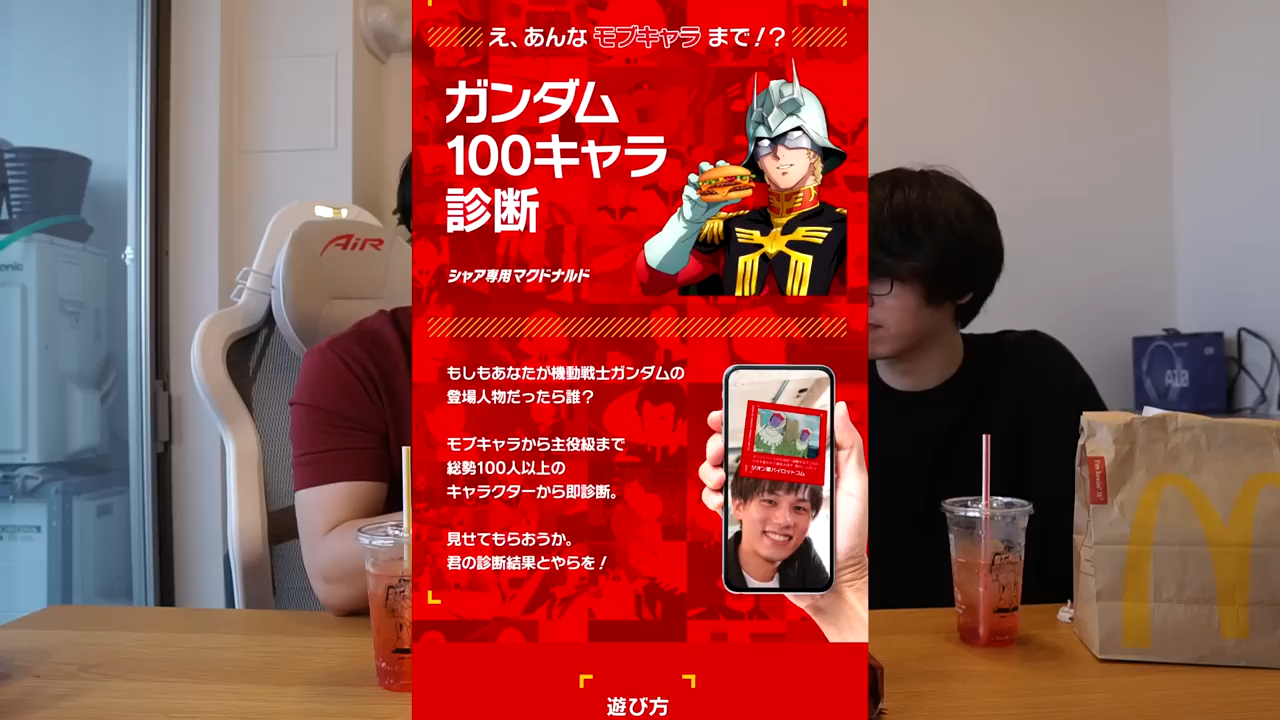 え、あんなモブキャラまで!?
ガンダム
100キャラ
診断
シャア専用マクドナルド
AiR
もしもあなたが機動戦士ガンダムの
登場人物だったら誰?
モブキャラから主役級まで
総勢100人以上の
キャラクターから即診断。
見せてもらおうか。
君の診断結果とやらを!
ジオン軍パイロットコム
A10
i'm lovin' it
遊び方